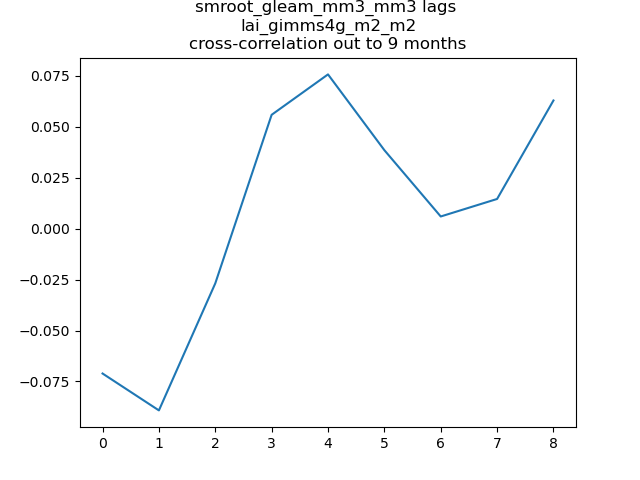 smroot_gleam_mm3_mm3 lags
lai_gimms4g_m2_m2
cross-correlation out to 9 months
0.075
0.050
0.025
0.000
−0.025
−0.050
−0.075
0 1 2 3 4 5 6 7 8